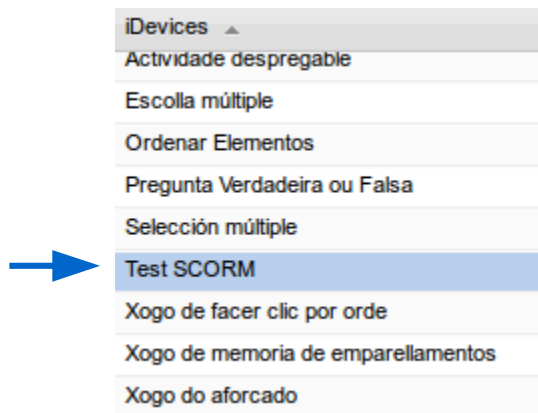 iDevices
Actividade despregable
Escolla múltiple
Ordenar Elementos
Pregunta Verdadeira ou Falsa
Selección múltiple
Test SCORM
Xogo de facer clic por orde
Xogo de memoria de emparellamentos
Xogo do aforcado